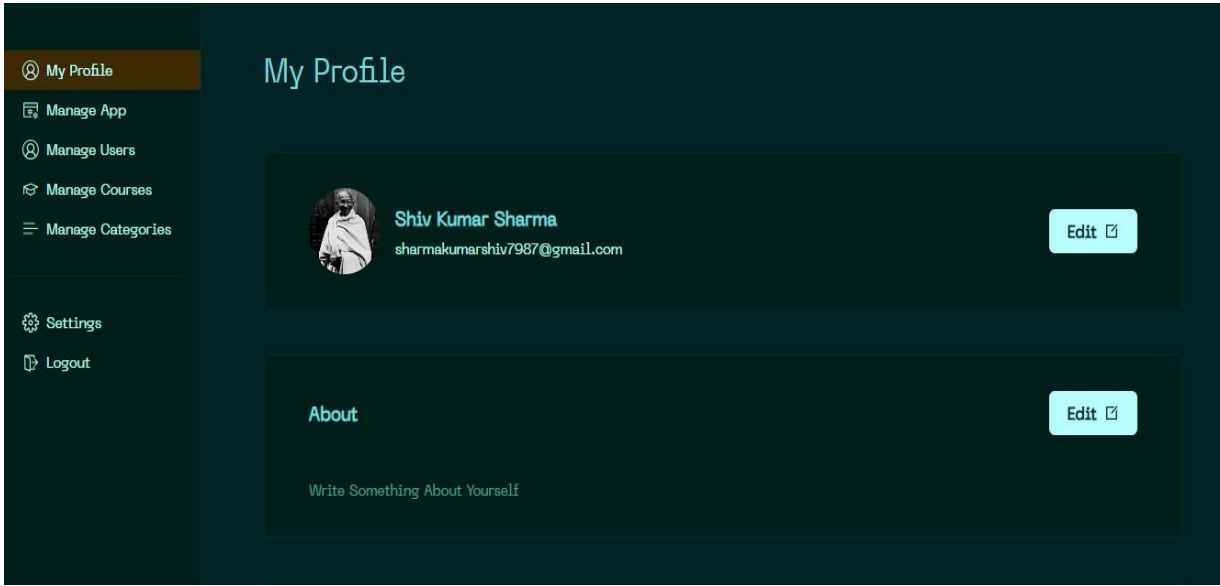 My Profile
Manage App
Manage Users
Manage Courses
Manage Categories
Settings
Logout
My Profile
Shiv Kumar Sharma
sharmakumarshiv7987@gmail.com
Edit
About
Edit
Write Something About Yourself